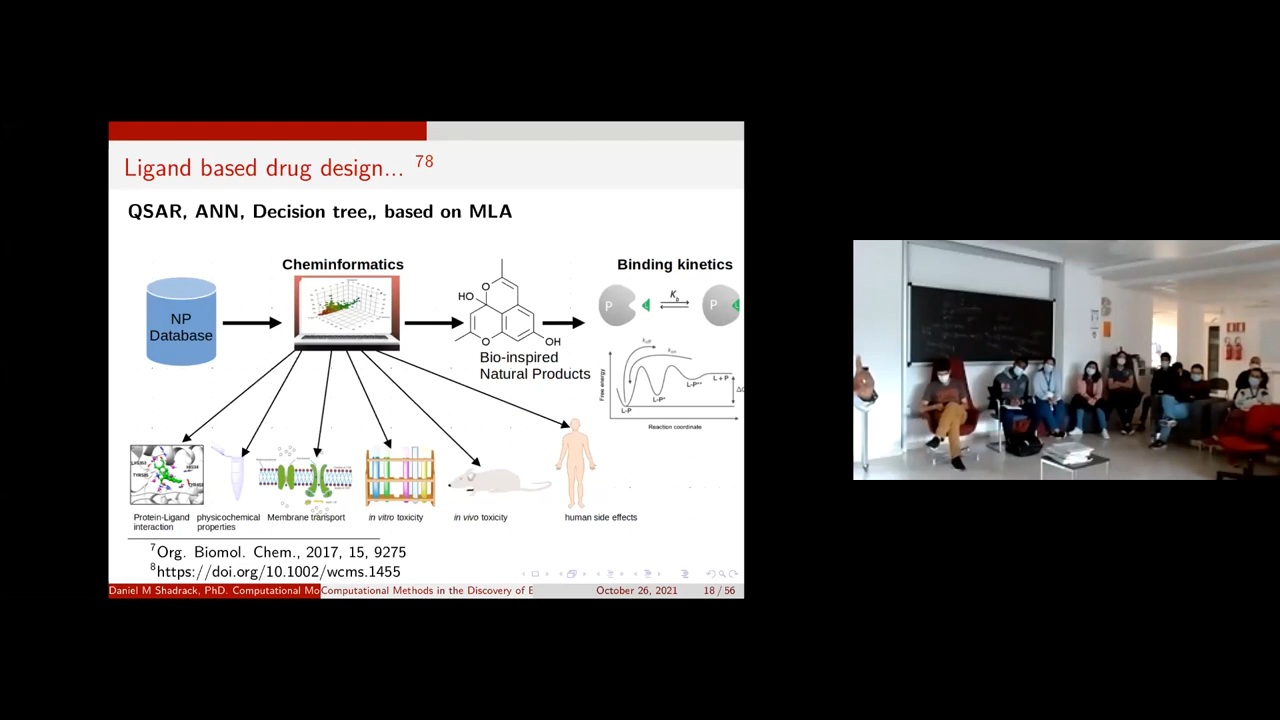 Ligand based drug design... 78
QSAR, ANN, Decision tree,, based on MLA
Cheminformatics
Binding kinetics
NP
Database
HO
O
O
OH
Bio-inspired
Natural Products
P
L
P
L
Free energy
L-P
L-P*
L-P**
L + P
Reaction coordinate
Protein-Ligand
interaction
physicochemical
properties
Membrane transport
in vitro toxicity
in vivo toxicity
human side effects
7Org. Biomol. Chem., 2017, 15, 9275
8https://doi.org/10.1002/wcms.1455
Daniel M Shadrack, PhD. Computational Mo
Computational Methods in the Discovery of E
October 26, 2021
18 / 56